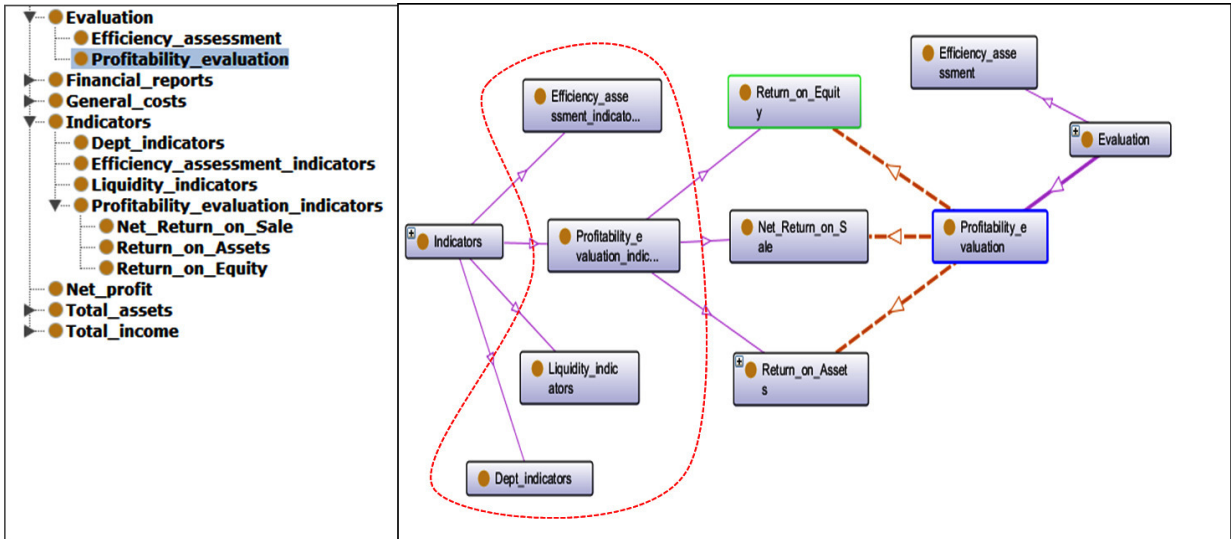 Evaluation
Efficiency_assessment
Profitability_evaluation
Financial_reports
General_costs
Indicators
Dept_indicators
Efficiency_assessment_indicators
Liquidity_indicators
Profitability_evaluation_indicators
Net_Return_on_Sale
Return_on_Assets
Return_on_Equity
Net_profit
Total_assets
Total_income
Efficiency_asse
ssment
Efficiency_asse
ssment_indicato...
Return_on_Equit
y
Evaluation
Indicators
Profitability_e
valuation_indic...
Net_Return_on_S
ale
Profitability_e
valuation
Liquidity_indic
ators
Return_on_Asset
s
Dept_indicators